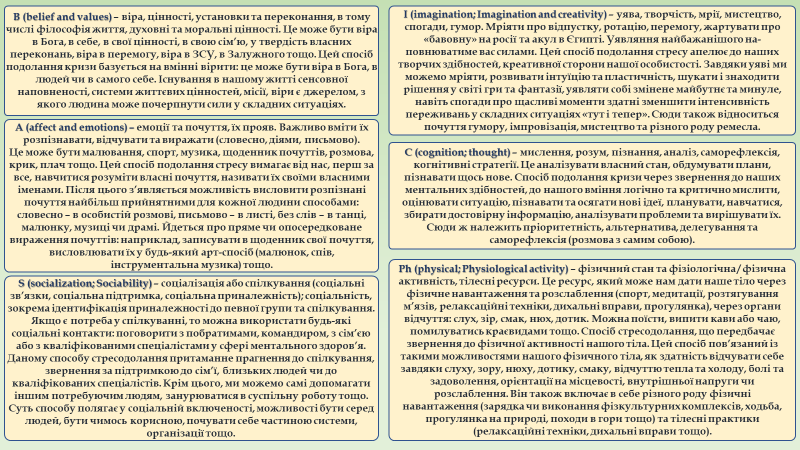 B (belief and values) – віра, цінності, установки та переконання, в тому
числі філософія життя, духовні та моральні цінності. Це може бути віра
в Бога, в себе, в свої цінності, в свою сім'ю, у твердість власних
переконань, віра в перемогу, віра в ЗСУ, в Залужного тощо. Цей спосіб
подолання кризи базується на вмінні вірити: це може бути віра в Бога, в
людей чи в самого себе. Існування в нашому житті сенсовної
наповненості, системи життєвих цінностей, місії, віри є джерелом, з
якого людина може почерпнути сили у складних ситуаціях.
A (affect and emotions) – емоції та почуття, їх прояв. Важливо вміти їх
розпізнавати, відчувати та виражати (словесно, діями, письмово).
Це може бути малювання, спорт, музика, щоденник почуттів, розмова,
крик, плач тощо. Цей спосіб подолання стресу вимагає від нас, перш за
все, навчитися розуміти власні почуття, називати їх своїми власними
іменами. Після цього з'являється можливість висловити розпізнані
почуття найбільш прийнятними для кожної людини способами:
словесно – в особистій розмові, письмово – в листі, без слів – в танці,
малюнку, музиці чи драмі. Йдеться про пряме чи опосередковане
вираження почуттів: наприклад, записувати в щоденник свої почуття,
висловлювати їх у будь-який арт-спосіб (малюнок, спів,
інструментальна музика) тощо.
S (socialization; Sociability) – соціалізація або спілкування (соціальні
зв'язки, соціальна підтримка, соціальна приналежність); соціальність,
зокрема ідентифікація приналежності до певної групи та спілкування.
Якщо є потреба у спілкуванні, то можна використати будь-які
соціальні контакти: поговорити з побратимами, командиром, з сім'єю
або з кваліфікованими спеціалістами у сфері ментального здоров'я.
Даному способу стресодолання притаманне прагнення до спілкування,
звернення за підтримкою до сім'ї, близьких людей чи до
кваліфікованих спеціалістів. Крім цього, ми можемо самі допомагати
іншим потребуючим людям, занурюватися в суспільну роботу тощо.
Суть способу полягає у соціальній включеності, можливості бути серед
людей, бути чимось корисною, почувати себе частиною системи,
організації тощо.
I (imagination; Imagination and creativity) – уява, творчість, мрії, мистецтво,
спогади, гумор. Мріяти про відпустку, ротацію, перемогу, жартувати про
«бавовну» на росії та акул в Єгипті. Уявляння найбажанішого на-
повнюватиме вас силами. Цей спосіб подолання стресу апелює до наших
творчих здібностей, креативної сторони нашої особистості. Завдяки уяві ми
можемо мріяти, розвивати інтуїцію та пластичність, шукати і знаходити
рішення у світі гри та фантазії, уявляти собі змінене майбутнє та минуле,
навіть спогади про щасливі моменти здатні зменшити інтенсивність
переживань у складних ситуаціях «тут і тепер». Сюди також відноситься
почуття гумору, імпровізація, мистецтво та різного роду ремесла.
C (cognition; thought) – мислення, розум, пізнання, аналіз, саморефлексія,
когнітивні стратегії. Це аналізувати власний стан, обдумувати плани,
пізнавати щось нове. Спосіб подолання кризи через звернення до наших
ментальних здібностей, до нашого вміння логічно та критично мислити,
оцінювати ситуацію, пізнавати та осягати нові ідеї, планувати, навчатися,
збирати достовірну інформацію, аналізувати проблеми та вирішувати їх.
Сюди ж належить пріоритетність, альтернатива, делегування та
саморефлексія (розмова з самим собою).
Ph (physical; Physiological activity) – фізичний стан та фізіологічна/ фізична
активність, тілесні ресурси. Це ресурс, який може нам дати наше тіло через
фізичне навантаження та розслаблення (спорт, медитації, розтягування
м'язів, релаксаційні техніки, дихальні вправи, прогулянка), через органи
відчуття: слух, зір, смак, нюх, дотик. Можна поїсти, випити кави або чаю,
помилуватись краєвидами тощо. Спосіб стресодолання, що передбачає
звернення до фізичної активності нашого тіла. Цей спосіб пов'язаний із
такими можливостями нашого фізичного тіла, як здатність відчувати себе
завдяки слуху, зору, нюху, дотику, смаку, відчуттю тепла та холоду, болі та
задоволення, орієнтації на місцевості, внутрішньої напруги чи
розслаблення. Він також включає в себе різного роду фізичні
навантаження (зарядка чи виконання фізкультурних комплексів, ходьба,
прогулянка на природі, походи в гори тощо) та тілесні практики
(релаксаційні техніки, дихальні вправи тощо).